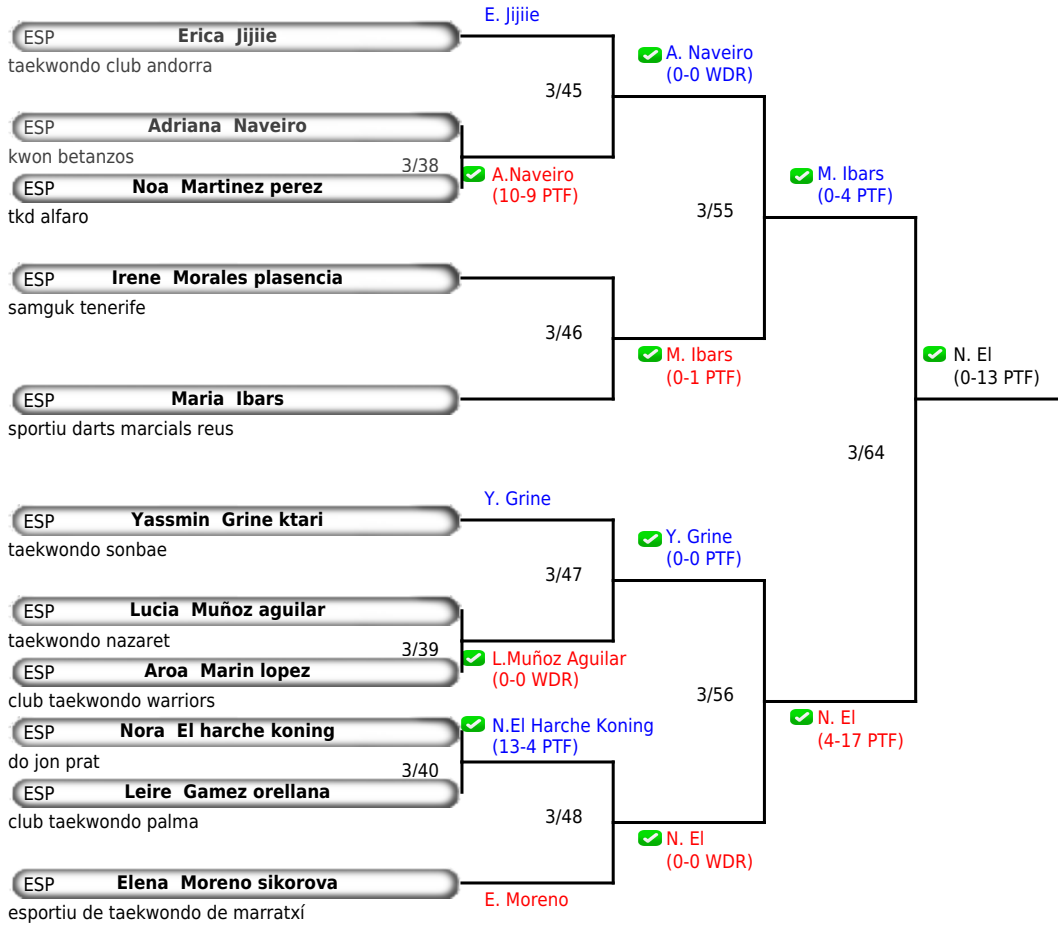 E. Jijiie
ESP Erica Jijiie
taekwondo club andorra
A. Naveiro
(0-0 WDR)
3/45
ESP Adriana Naveiro
kwon betanzos
3/38
A.Naveiro
(10-9 PTF)
ESP Noa Martinez perez
tkd alfaro
M. Ibars
(0-4 PTF)
3/55
ESP Irene Morales plasencia
samguk tenerife
3/46
M. Ibars
(0-1 PTF)
N. El
(0-13 PTF)
ESP Maria Ibars
sportiu darts marcials reus
3/64
Y. Grine
ESP Yassmin Grine ktari
taekwondo sonbae
Y. Grine
(0-0 PTF)
3/47
ESP Lucia Muñoz aguilar
taekwondo nazaret
3/39
L.Muñoz Aguilar
(0-0 WDR)
ESP Aroa Marin lopez
club taekwondo warriors
3/56
N. El
(4-17 PTF)
ESP Nora El harche koning
N.El Harche Koning
(13-4 PTF)
do jon prat
3/40
ESP Leire Gamez orellana
club taekwondo palma
3/48
N. El
(0-0 WDR)
ESP Elena Moreno sikorova
E. Moreno
esportiu de taekwondo de marratxí